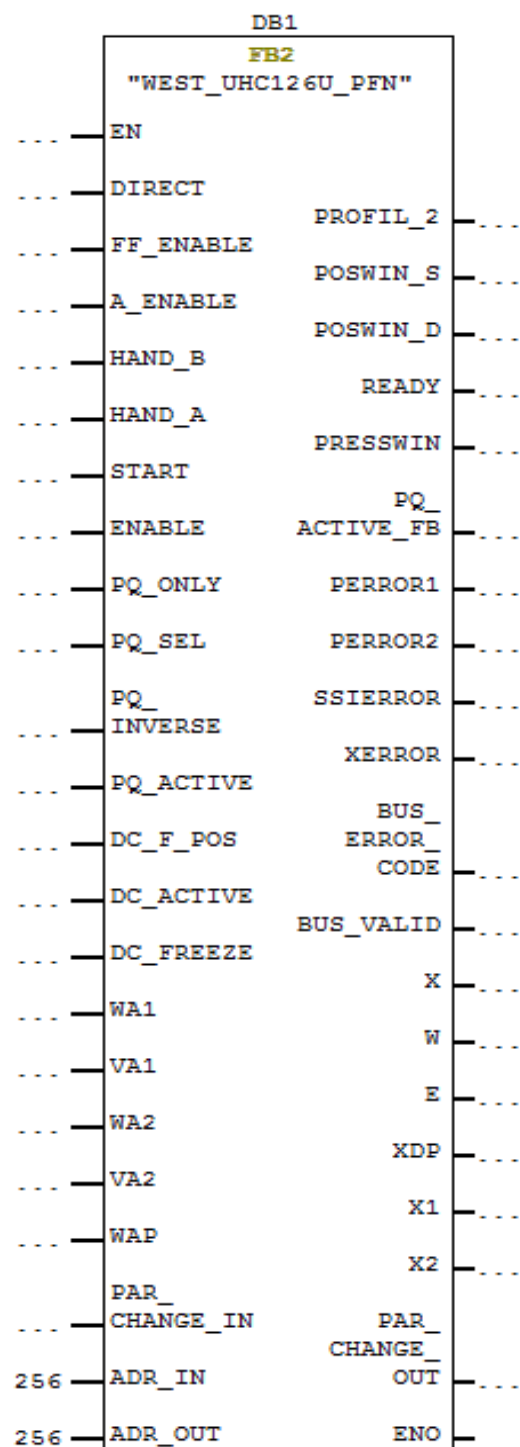 DB1
FB2
"WEST_UHC126U_PFN"
... EN
... DIRECT
PROFIL_2 ...
... FF_ENABLE
POSWIN_S ...
... A_ENABLE
POSWIN_D ...
... HAND_B
READY ...
... HAND_A
PRESSWIN ...
... START
PQ_
... ENABLE ACTIVE_FB ...
... PQ_ONLY PERROR1 ...
... PQ_SEL PERROR2 ...
PQ_ SSIERROR ...
... INVERSE
XERROR ...
... PQ_ACTIVE
BUS_
... DC_F_POS ERROR_
CODE ...
... DC_ACTIVE
BUS_VALID ...
... DC_FREEZE
X ...
... WA1
W ...
... VA1
E ...
... WA2
XDP ...
... VA2
X1 ...
... WAP
X2 ...
PAR_
... CHANGE_IN PAR_
CHANGE_
256 ADR_IN OUT ...
256 ADR_OUT ENO